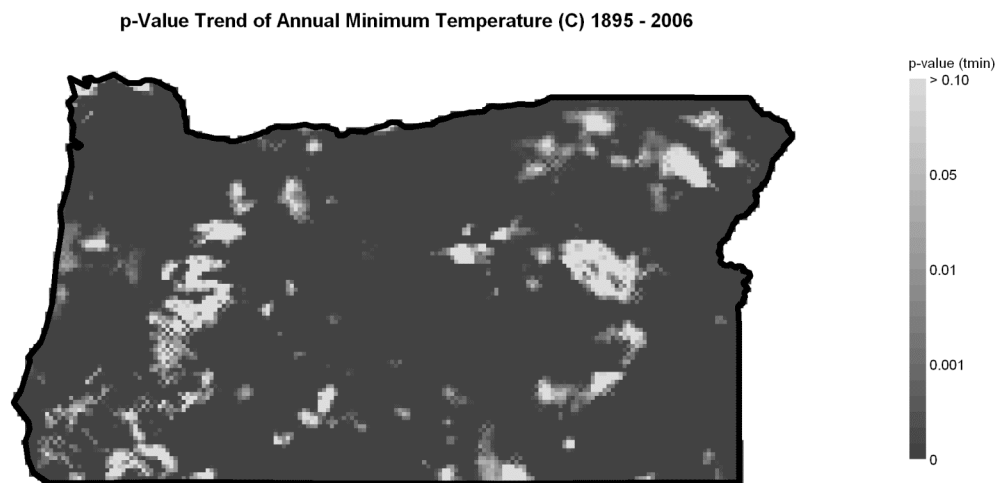 p-Value Trend of Annual Minimum Temperature (C) 1895 - 2006
p-value (tmin)
> 0.10
0.05
0.01
0.001
0